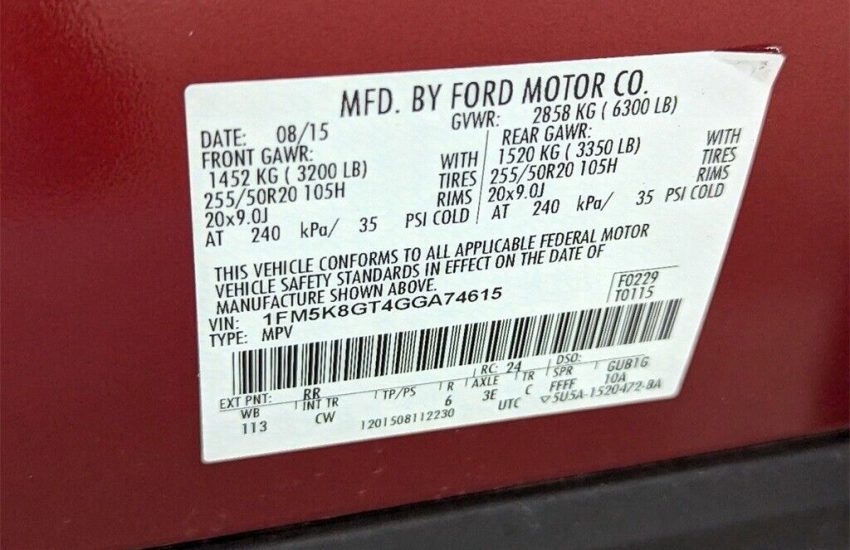 MFD. BY FORD MOTOR CO.
DATE: 08/15 GVWR: 2858 KG ( 6300 LB)
FRONT GAWR: REAR GAWR:
1452 KG ( 3200 LB) WITH 1520 KG ( 3350 LB) WITH
255/50R20 105H TIRES 255/50R20 105H TIRES
20x9.0J RIMS 20x9.0J RIMS
AT 240 kPa/ 35 PSI COLD AT 240 kPa/ 35 PSI COLD
THIS VEHICLE CONFORMS TO ALL APPLICABLE FEDERAL MOTOR
VEHICLE SAFETY STANDARDS IN EFFECT ON THE DATE OF
MANUFACTURE SHOWN ABOVE.
F0229
T0115
VIN: 1FM5K8GT4GGA74615
TYPE: MPV
EXT PNT: RR RC: 24 DSO:
WB INT TR TP/PS R AXLE TR SPR GUB1G
113 CW 6 3E C FFFF 10A
1201508112230 UTC ▽5U5A-1520472-BA